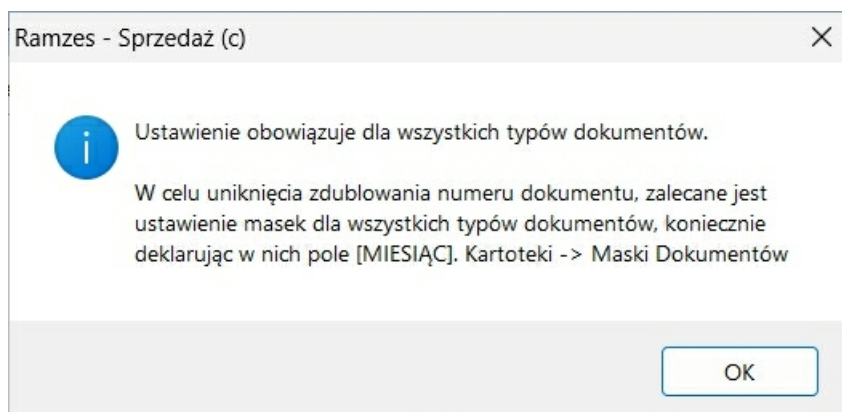 Ramzes - Sprzedaż (c)
Ustawienie obowiązuje dla wszystkich typów dokumentów.
W celu uniknięcia zdublowania numeru dokumentu, zalecane jest
ustawienie masek dla wszystkich typów dokumentów, koniecznie
deklarując w nich pole [MIESIĄC]. Kartoteki -> Maski Dokumentów
OK